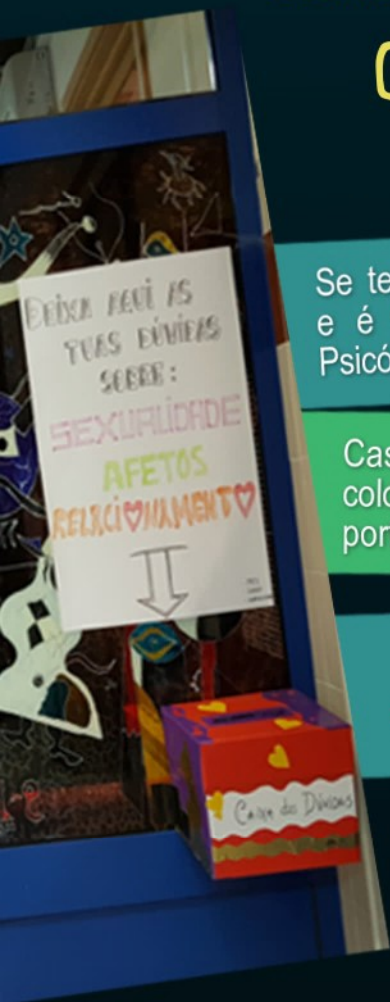 DEIXA AQUI AS
TUAS DÚVIDAS
SOBRE:
SEXUALIDADE
AFETOS
RELACIONAMENTO
Caixa das Dúvidas
Se te
e é
Psicó
Cas
colo
por